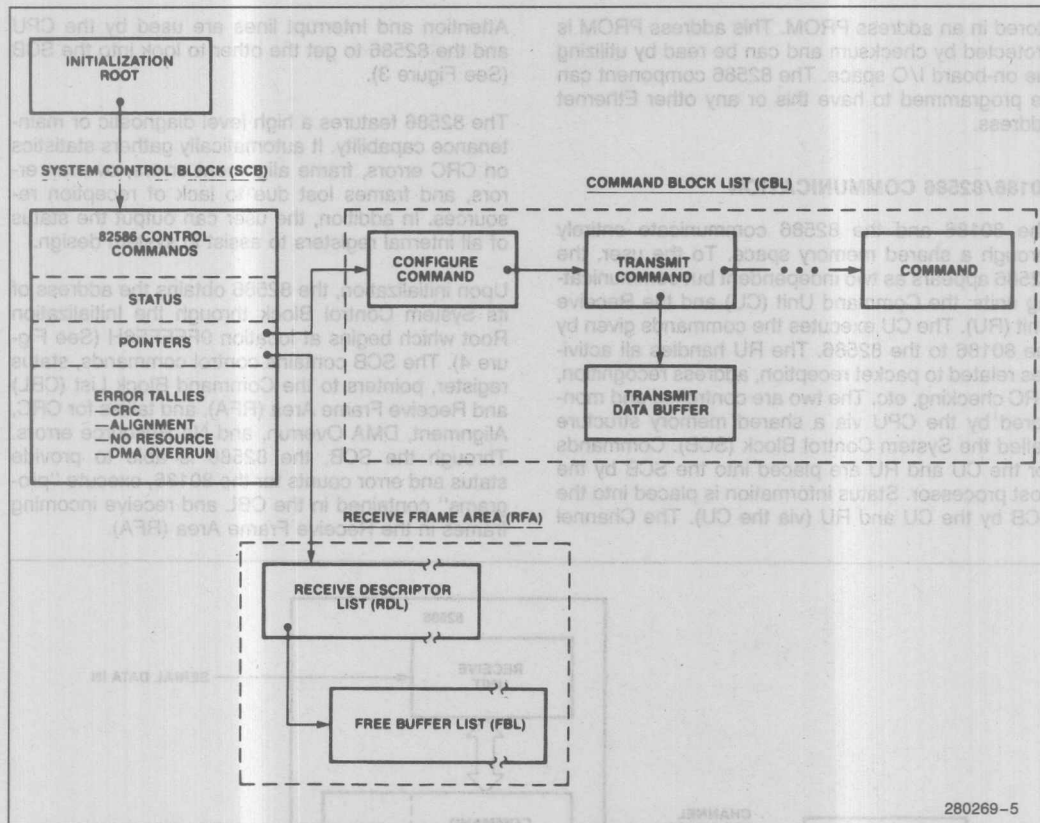 INITIALIZATION
ROOT
SYSTEM CONTROL BLOCK (SCB)
82586 CONTROL
COMMANDS
STATUS
POINTERS
ERROR TALLIES
—CRC
—ALIGNMENT
—NO RESOURCE
—DMA OVERRUN
COMMAND BLOCK LIST (CBL)
CONFIGURE
COMMAND
TRANSMIT
COMMAND
COMMAND
TRANSMIT
DATA BUFFER
RECEIVE FRAME AREA (RFA)
RECEIVE DESCRIPTOR
LIST (RDL)
FREE BUFFER LIST (FBL)
280269-5